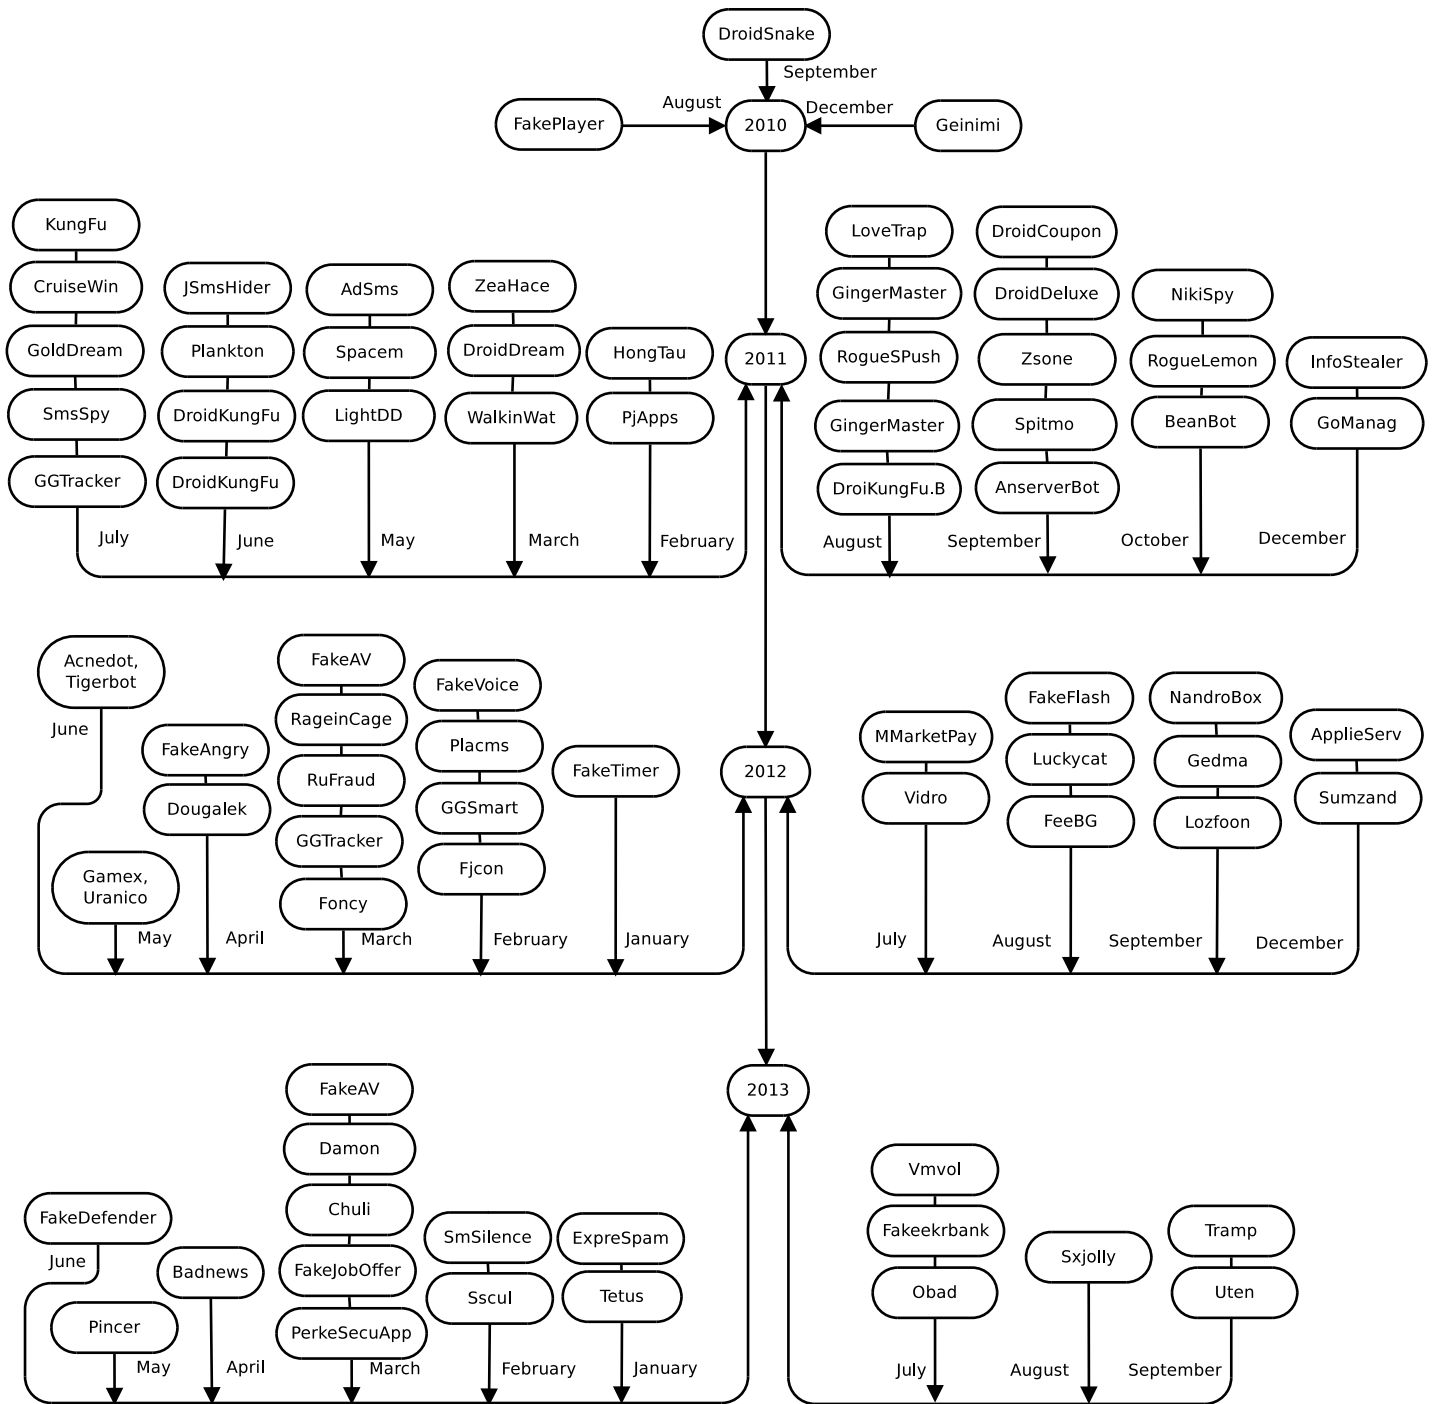 DroidSnake
September
FakePlayer
August
2010
December
Geinimi
KungFu
CruiseWin
GoldDream
SmsSpy
GGTracker
July
JSmsHider
Plankton
DroidKungFu
DroidKungFu
June
AdSms
Spacem
LightDD
May
ZeaHace
DroidDream
WalkinWat
March
HongTau
PjApps
February
2011
LoveTrap
GingerMaster
RogueSPush
GingerMaster
DroiKungFu.B
August
DroidCoupon
DroidDeluxe
Zsone
Spitmo
AnserverBot
September
NikiSpy
RogueLemon
BeanBot
October
InfoStealer
GoManag
December
Acnedot,
Tigerbot
June
Gamex,
Uranico
May
FakeAngry
Dougalek
April
FakeAV
RageinCage
RuFraud
GGTracker
Foncy
March
FakeVoice
Placms
GGSmart
Fjcon
February
FakeTimer
January
2012
MMarketPay
Vidro
July
FakeFlash
Luckycat
FeeBG
August
NandroBox
Gedma
Lozfoon
September
ApplieServ
Sumzand
December
FakeDefender
June
Pincer
May
Badnews
April
FakeAV
Damon
Chuli
FakeJobOffer
PerkeSecuApp
March
SmSilence
Sscul
February
ExpreSpam
Tetus
January
2013
Vmvol
Fakeekrbank
Obad
July
Sxjolly
August
Tramp
Uten
September